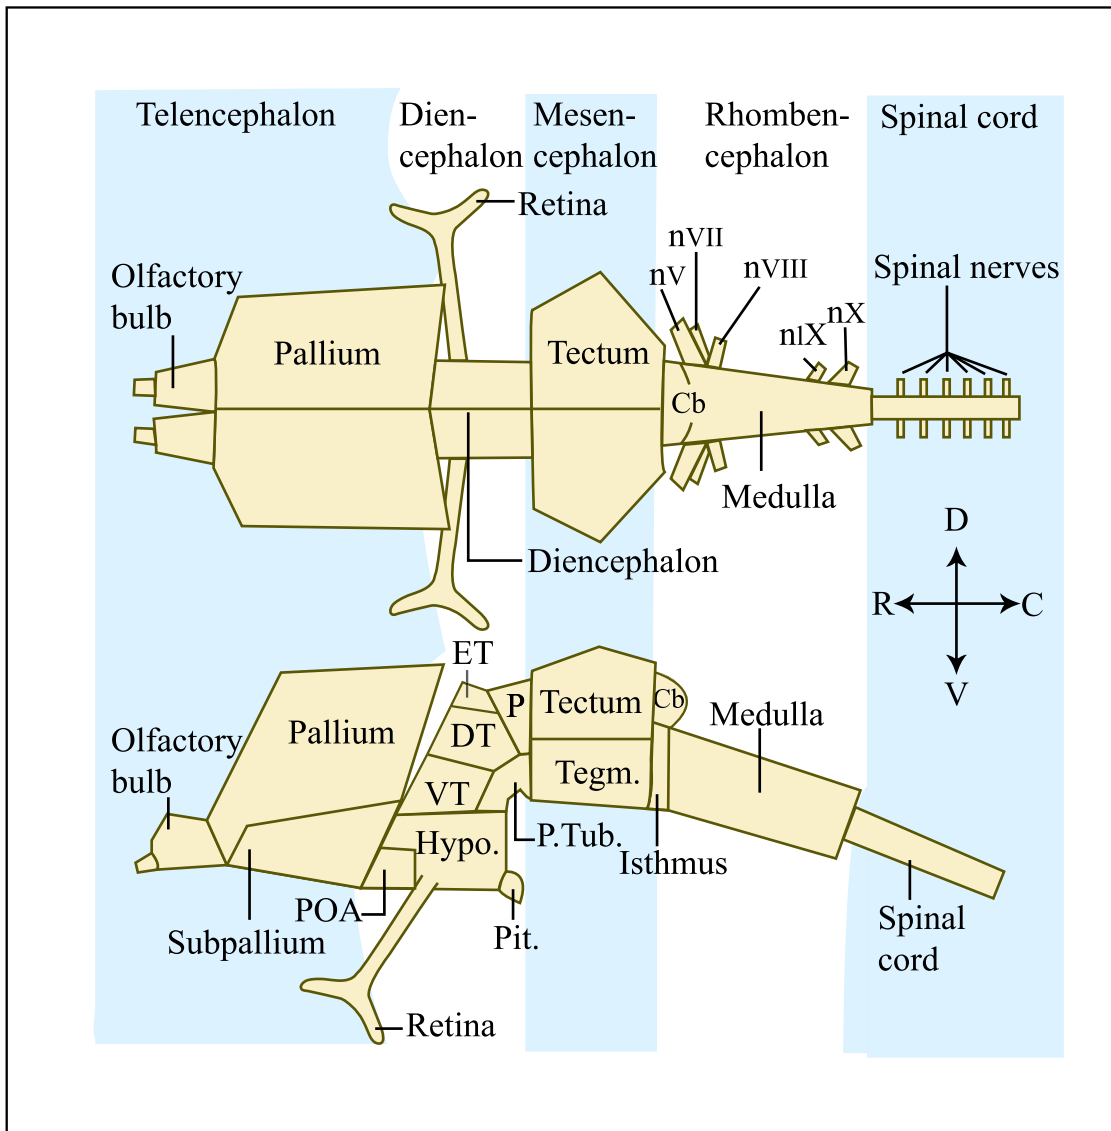 Telencephalon
Dien-
cephalon
Mesen-
cephalon
Rhomben-
cephalon
Spinal cord
Retina
nVII
nV
nVIII
Olfactory
bulb
Spinal nerves
nX
nlX
Pallium
Tectum
Cb
Medulla
Diencephalon
D
R
C
V
ET
P
Tectum
Cb
Medulla
Olfactory
bulb
Pallium
DT
Tegm.
VT
Hypo.
P.Tub.
Isthmus
POA
Subpallium
Pit.
Spinal
cord
Retina